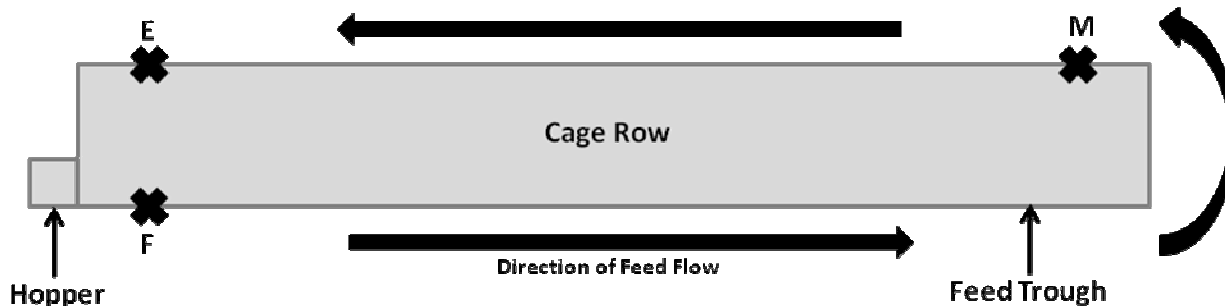 E
M
Cage Row
F
Direction of Feed Flow
Hopper
Feed Trough